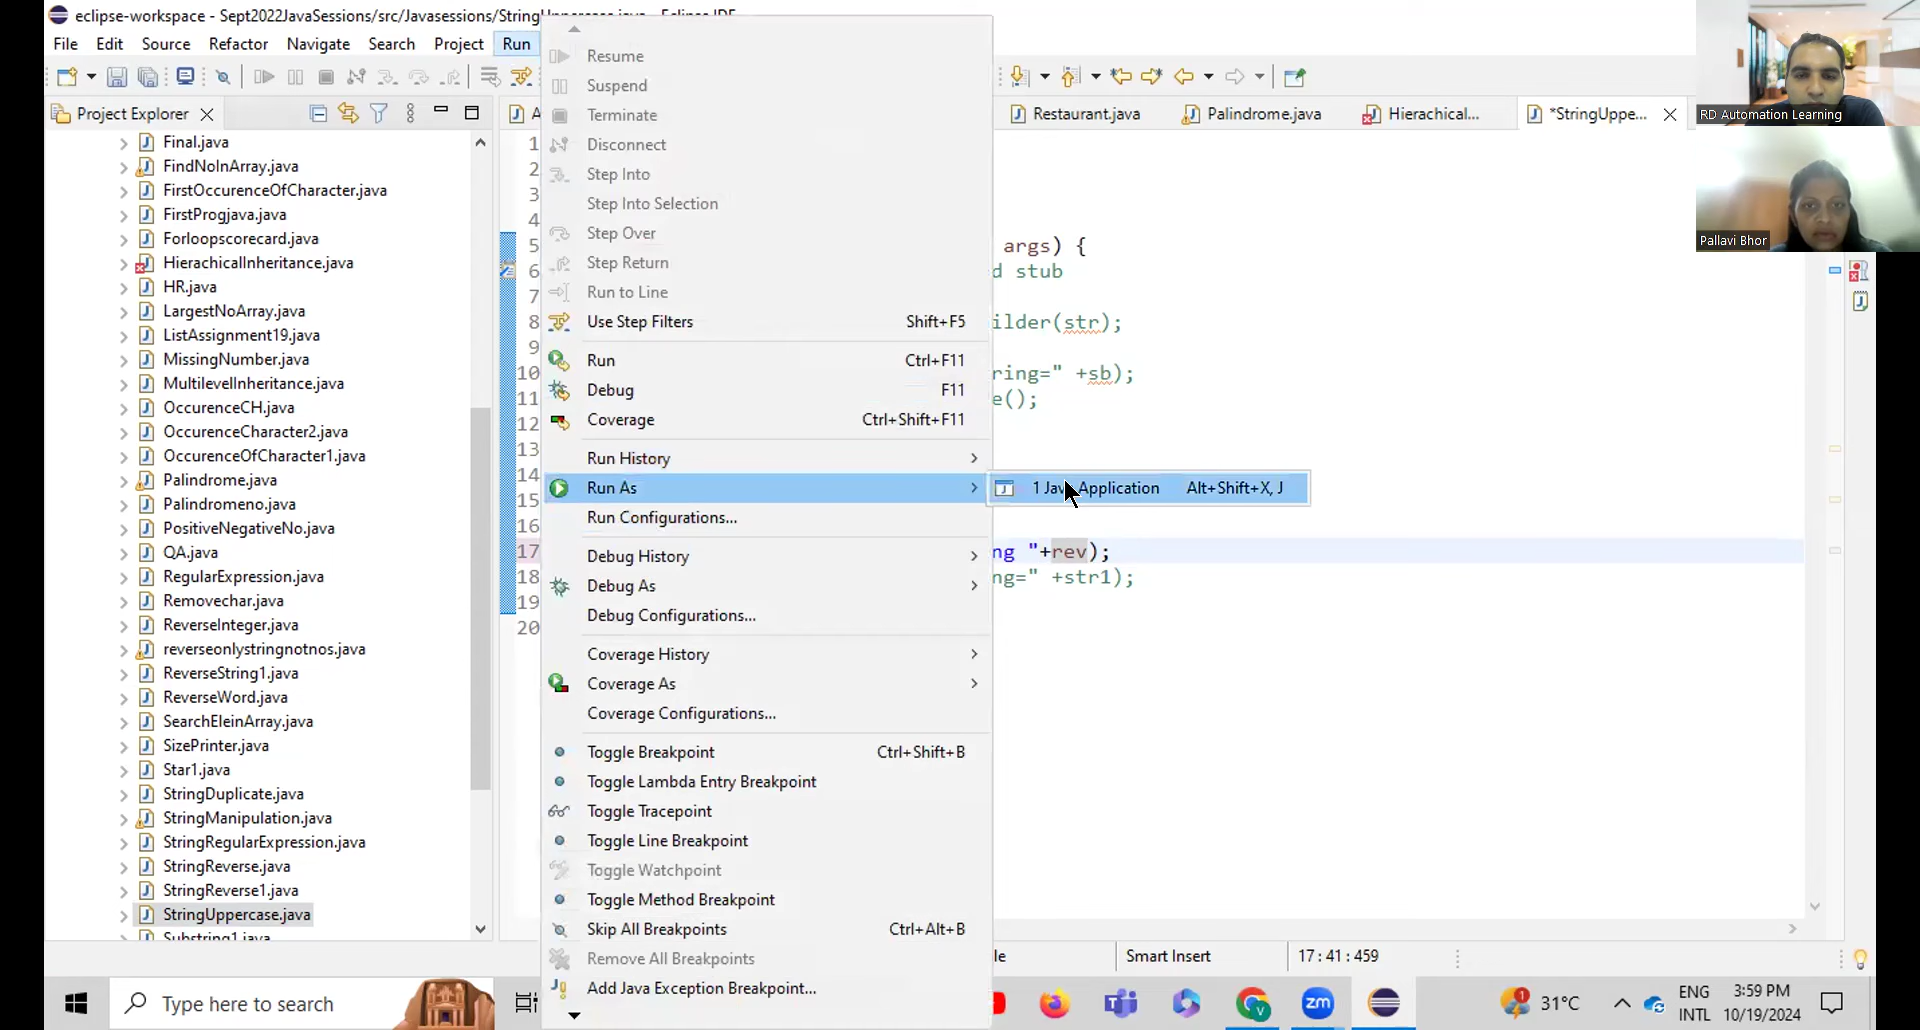 eclipse-workspace - Sept2022JavaSessions/src/Javasessions/StringUppercase.java - Eclipse IDE
File Edit Source Refactor Navigate Search Project Run
Project Explorer
Final.java
FindNoInArray.java
FirstOccurenceOfCharacter.java
FirstProgjava.java
Forloopscorecard.java
HierachicalInheritance.java
HR.java
LargestNoArray.java
ListAssignment19.java
MissingNumber.java
MultilevelInheritance.java
OccurenceCH.java
OccurenceCharacter2.java
OccurenceOfCharacter1.java
Palindrome.java
Palindromeno.java
PositiveNegativeNo.java
QA.java
RegularExpression.java
Removechar.java
ReverseInteger.java
reverseonlystringnotnos.java
ReverseString1.java
ReverseWord.java
SearchEleinArray.java
SizePrinter.java
Star1.java
StringDuplicate.java
StringManipulation.java
StringRegularExpression.java
StringReverse.java
StringReverse1.java
StringUppercase.java
Substring1.java
Resume
Suspend
Terminate
Disconnect
Step Into
Step Into Selection
Step Over
Step Return
Run to Line
Use Step Filters Shift+F5
Run Ctrl+F11
Debug F11
Coverage Ctrl+Shift+F11
Run History
Run As
Run Configurations...
Debug History
Debug As
Debug Configurations...
Coverage History
Coverage As
Coverage Configurations...
Toggle Breakpoint Ctrl+Shift+B
Toggle Lambda Entry Breakpoint
Toggle Tracepoint
Toggle Line Breakpoint
Toggle Watchpoint
Toggle Method Breakpoint
Skip All Breakpoints Ctrl+Alt+B
Remove All Breakpoints
Add Java Exception Breakpoint...
1 Java Application Alt+Shift+X, J
A
Restaurant.java
Palindrome.java
Hierachical...
*StringUppe...
1
2
3
4
5 args) {
6 d stub
7
8 ilder(str);
9
10 ring=" +sb);
11 e();
12
13
14
15
16
17 ng "+rev);
18 ng=" +str1);
19
20
RD Automation Learning
Pallavi Bhor
le
Smart Insert
17 : 41 : 459
Type here to search
zm
1
31°C
ENG
INTL
3:59 PM
10/19/2024